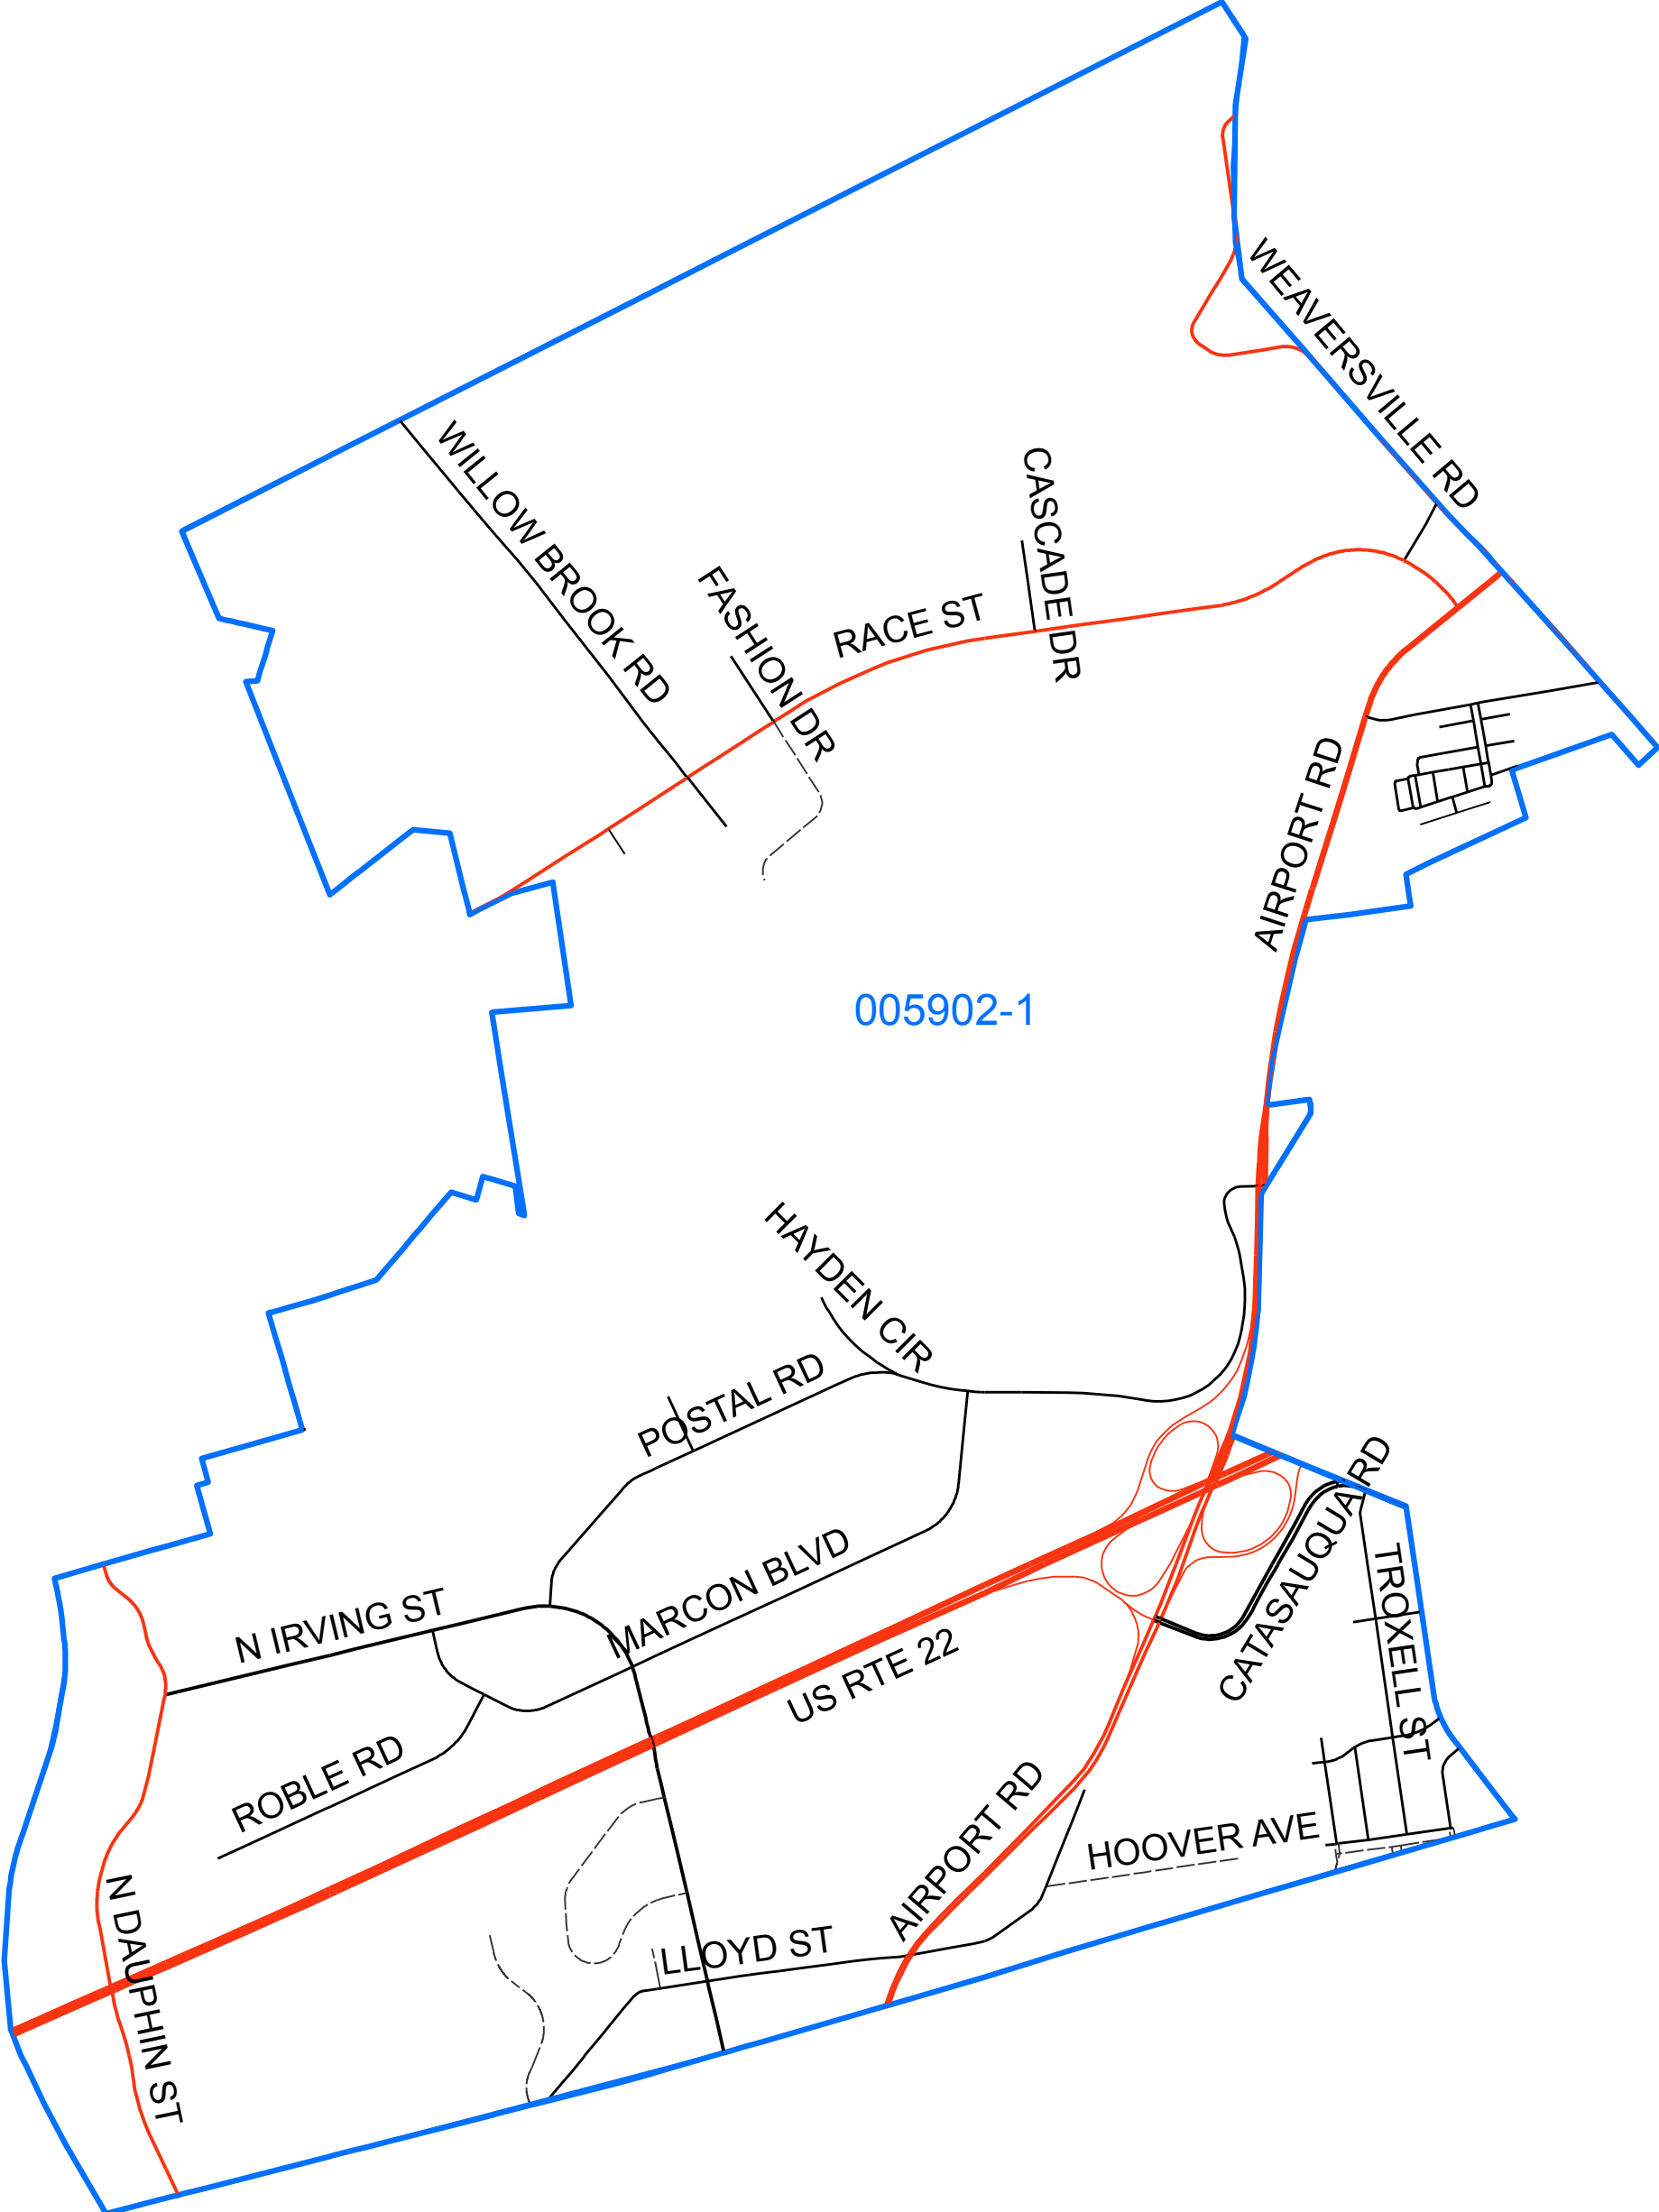 WEAVERSVILLE RD
WILLOWBROOK RD
CASCADE DR
FASHION DR
RACE ST
AIRPORT RD
005902-1
HAYDEN CIR
POSTAL RD
CATASAUQUA RD
MARCON BLVD
TROXELL ST
N IRVING ST
US RTE 22
ROBLE RD
AIRPORT RD
HOOVER AVE
N DAUPHIN ST
LLOYD ST